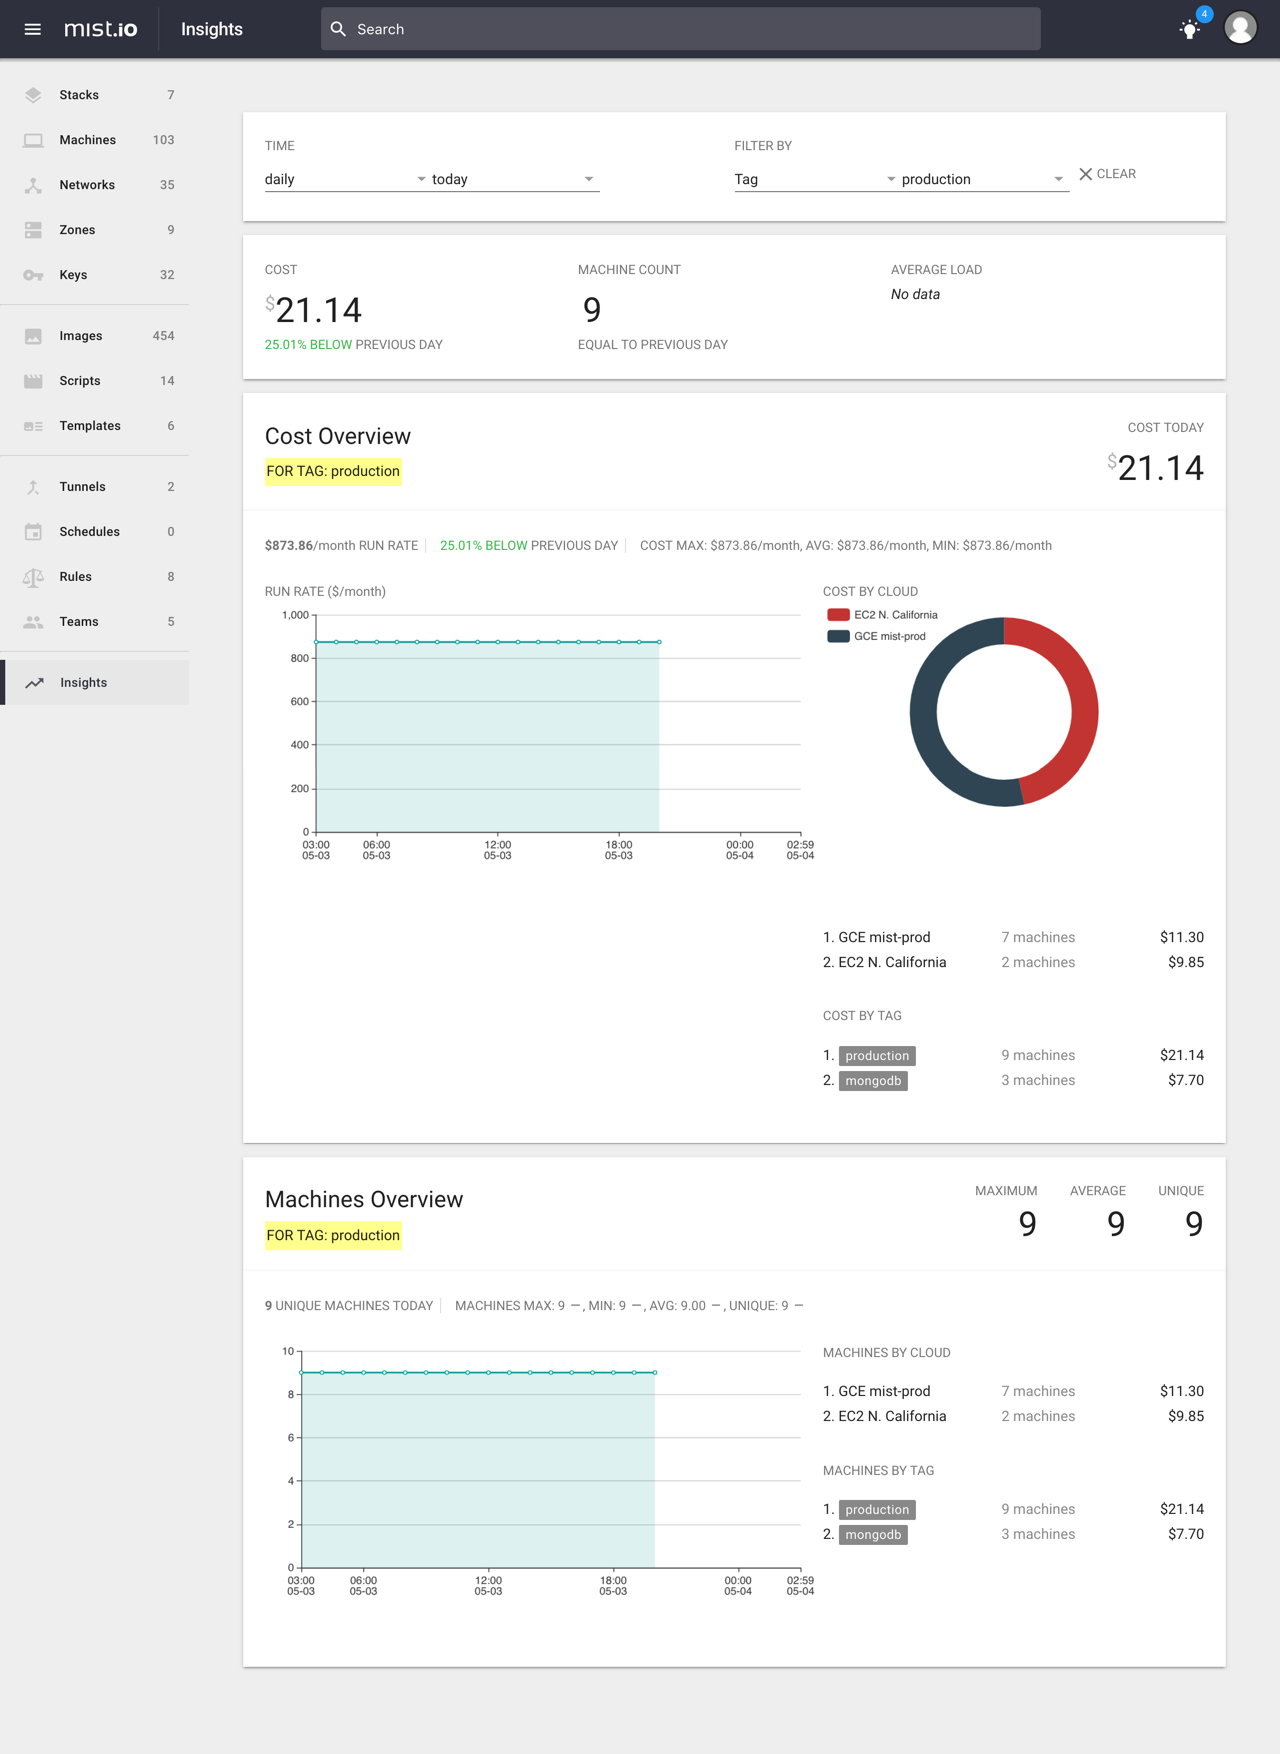 mist.io
Insights
Search
4
Stacks 7
Machines 103
Networks 35
Zones 9
Keys 32
Images 454
Scripts 14
Templates 6
Tunnels 2
Schedules 0
Rules 8
Teams 5
Insights
TIME
daily today
FILTER BY
Tag production
CLEAR
COST
$21.14
25.01% BELOW PREVIOUS DAY
MACHINE COUNT
9
EQUAL TO PREVIOUS DAY
AVERAGE LOAD
No data
Cost Overview
FOR TAG: production
COST TODAY
$21.14
$873.86/month RUN RATE 25.01% BELOW PREVIOUS DAY COST MAX: $873.86/month, AVG: $873.86/month, MIN: $873.86/month
RUN RATE ($/month)
1,000
800
600
400
200
0
03:00 06:00 12:00 18:00 00:00 02:59
05-03 05-03 05-03 05-03 05-04 05-04
COST BY CLOUD
EC2 N. California
GCE mist-prod
1. GCE mist-prod 7 machines $11.30
2. EC2 N. California 2 machines $9.85
COST BY TAG
1. production 9 machines $21.14
2. mongodb 3 machines $7.70
Machines Overview
FOR TAG: production
MAXIMUM AVERAGE UNIQUE
9 9 9
9 UNIQUE MACHINES TODAY MACHINES MAX: 9 –, MIN: 9 –, AVG: 9.00 –, UNIQUE: 9 –
10
8
6
4
2
0
03:00 06:00 12:00 18:00 00:00 02:59
05-03 05-03 05-03 05-03 05-04 05-04
MACHINES BY CLOUD
1. GCE mist-prod 7 machines $11.30
2. EC2 N. California 2 machines $9.85
MACHINES BY TAG
1. production 9 machines $21.14
2. mongodb 3 machines $7.70